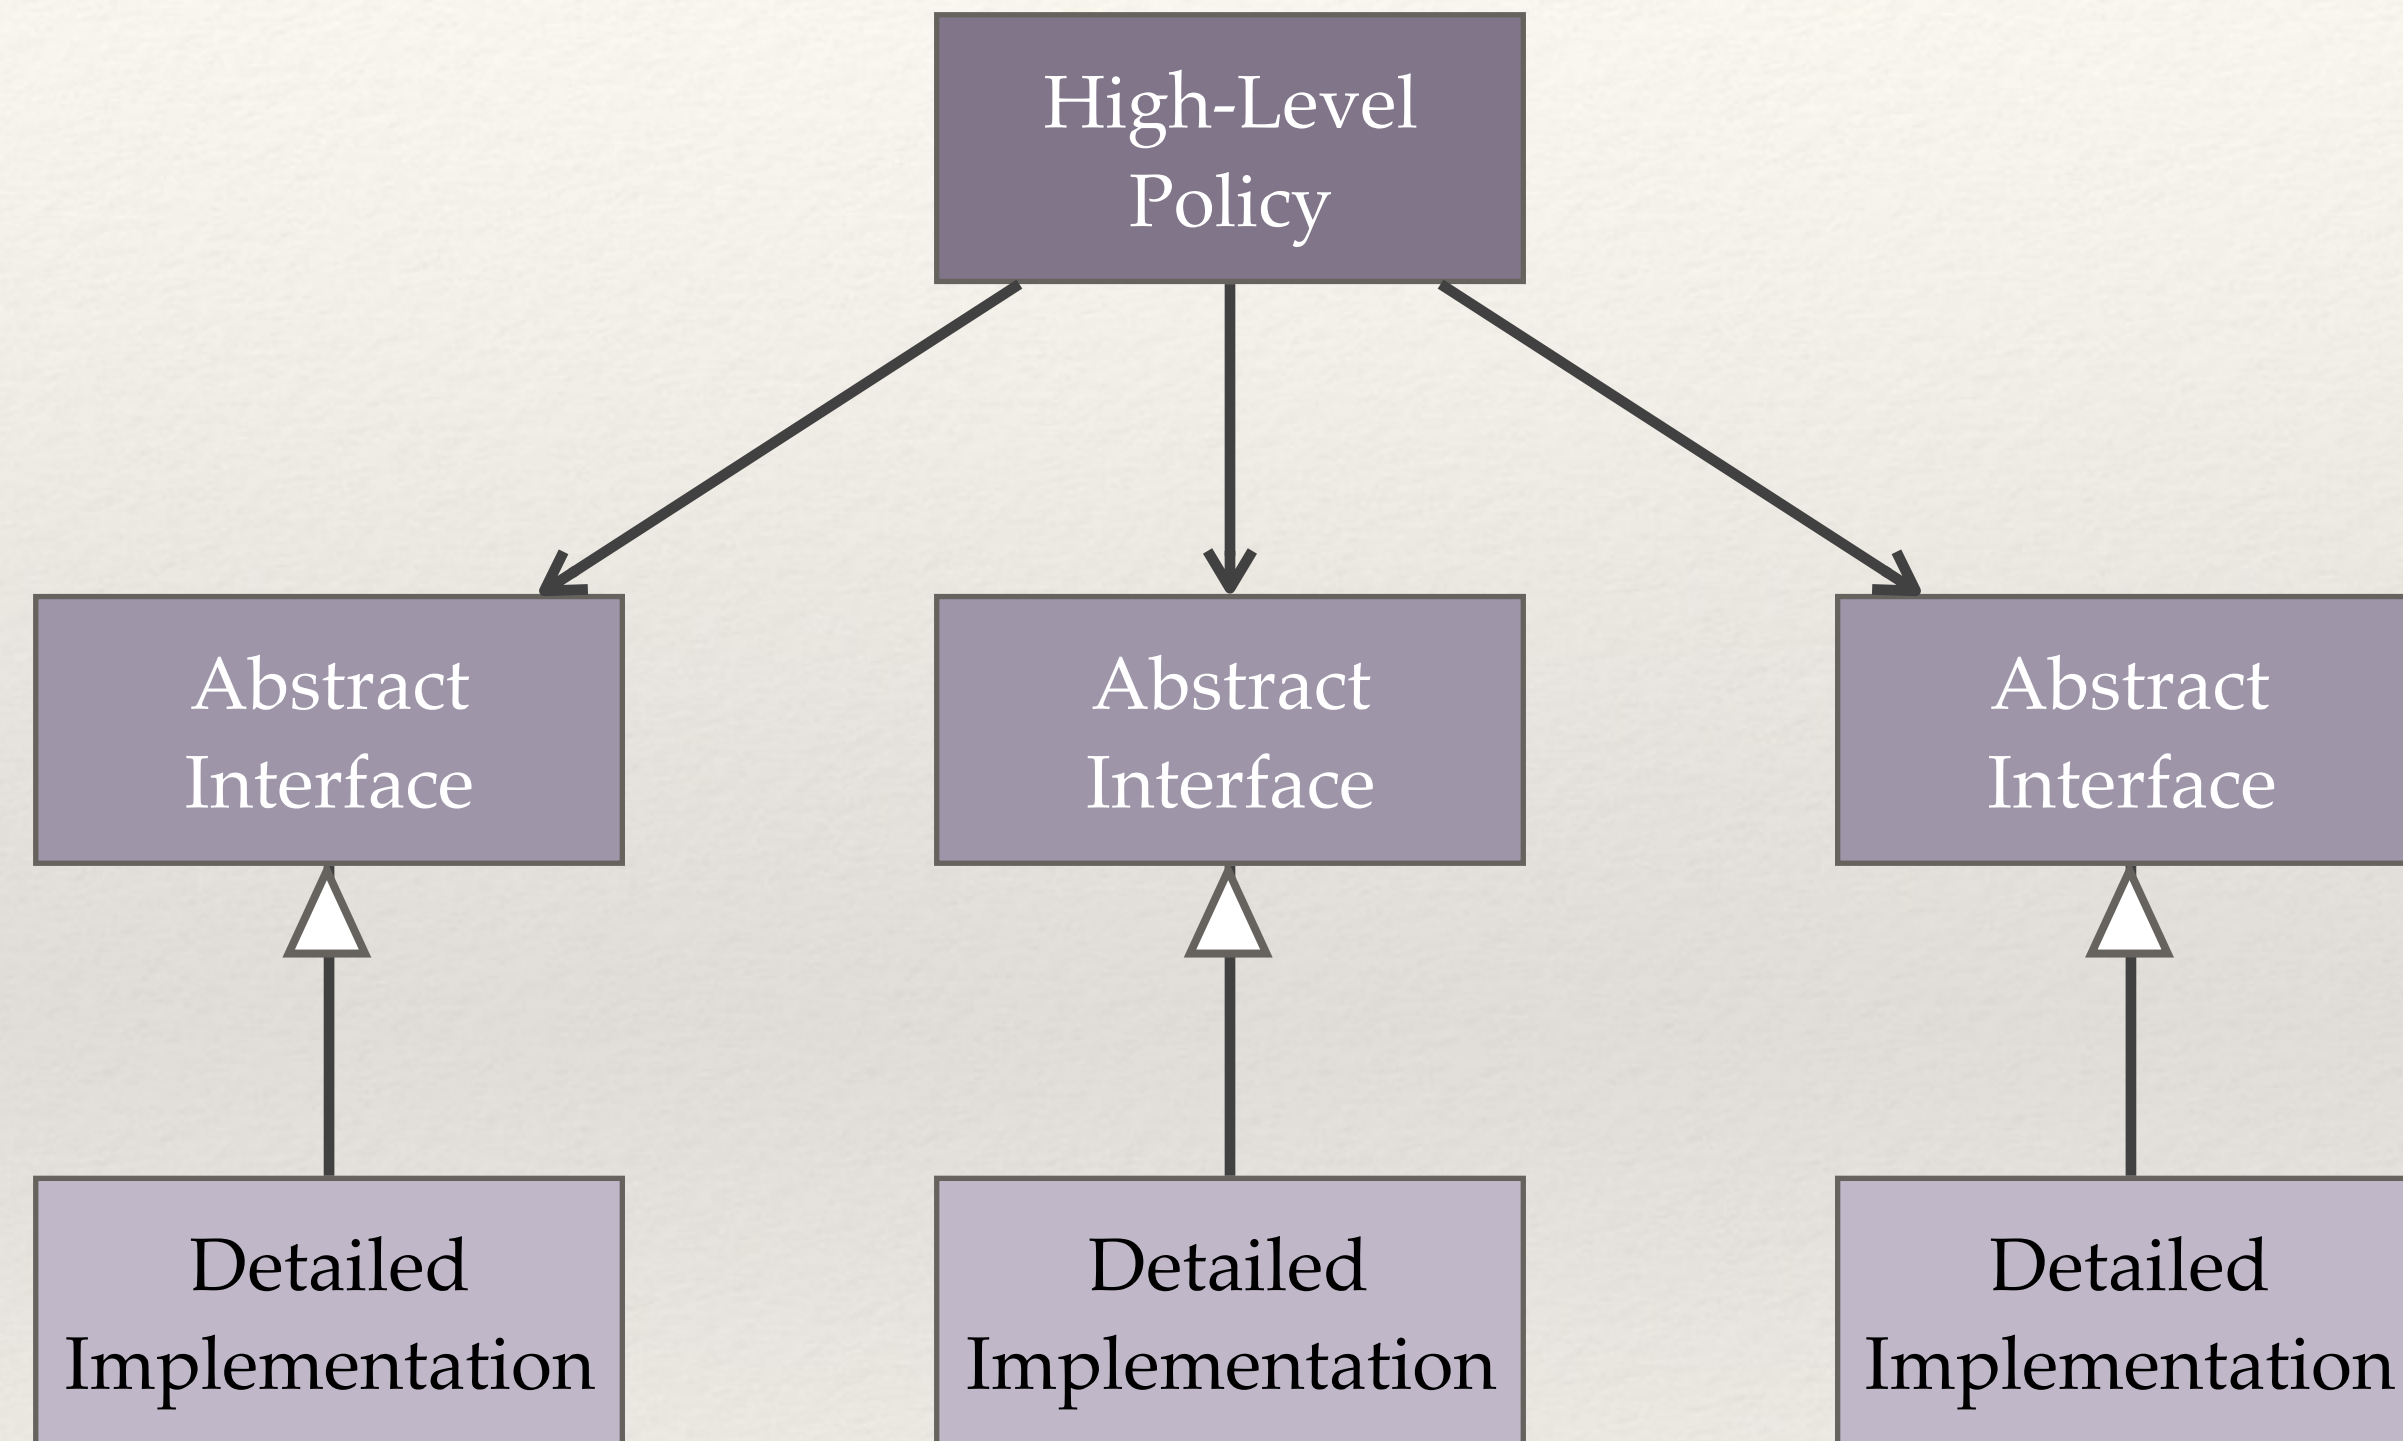 High-Level
Policy
Abstract
Interface
Abstract
Interface
Abstract
Interface
Detailed
Implementation
Detailed
Implementation
Detailed
Implementation